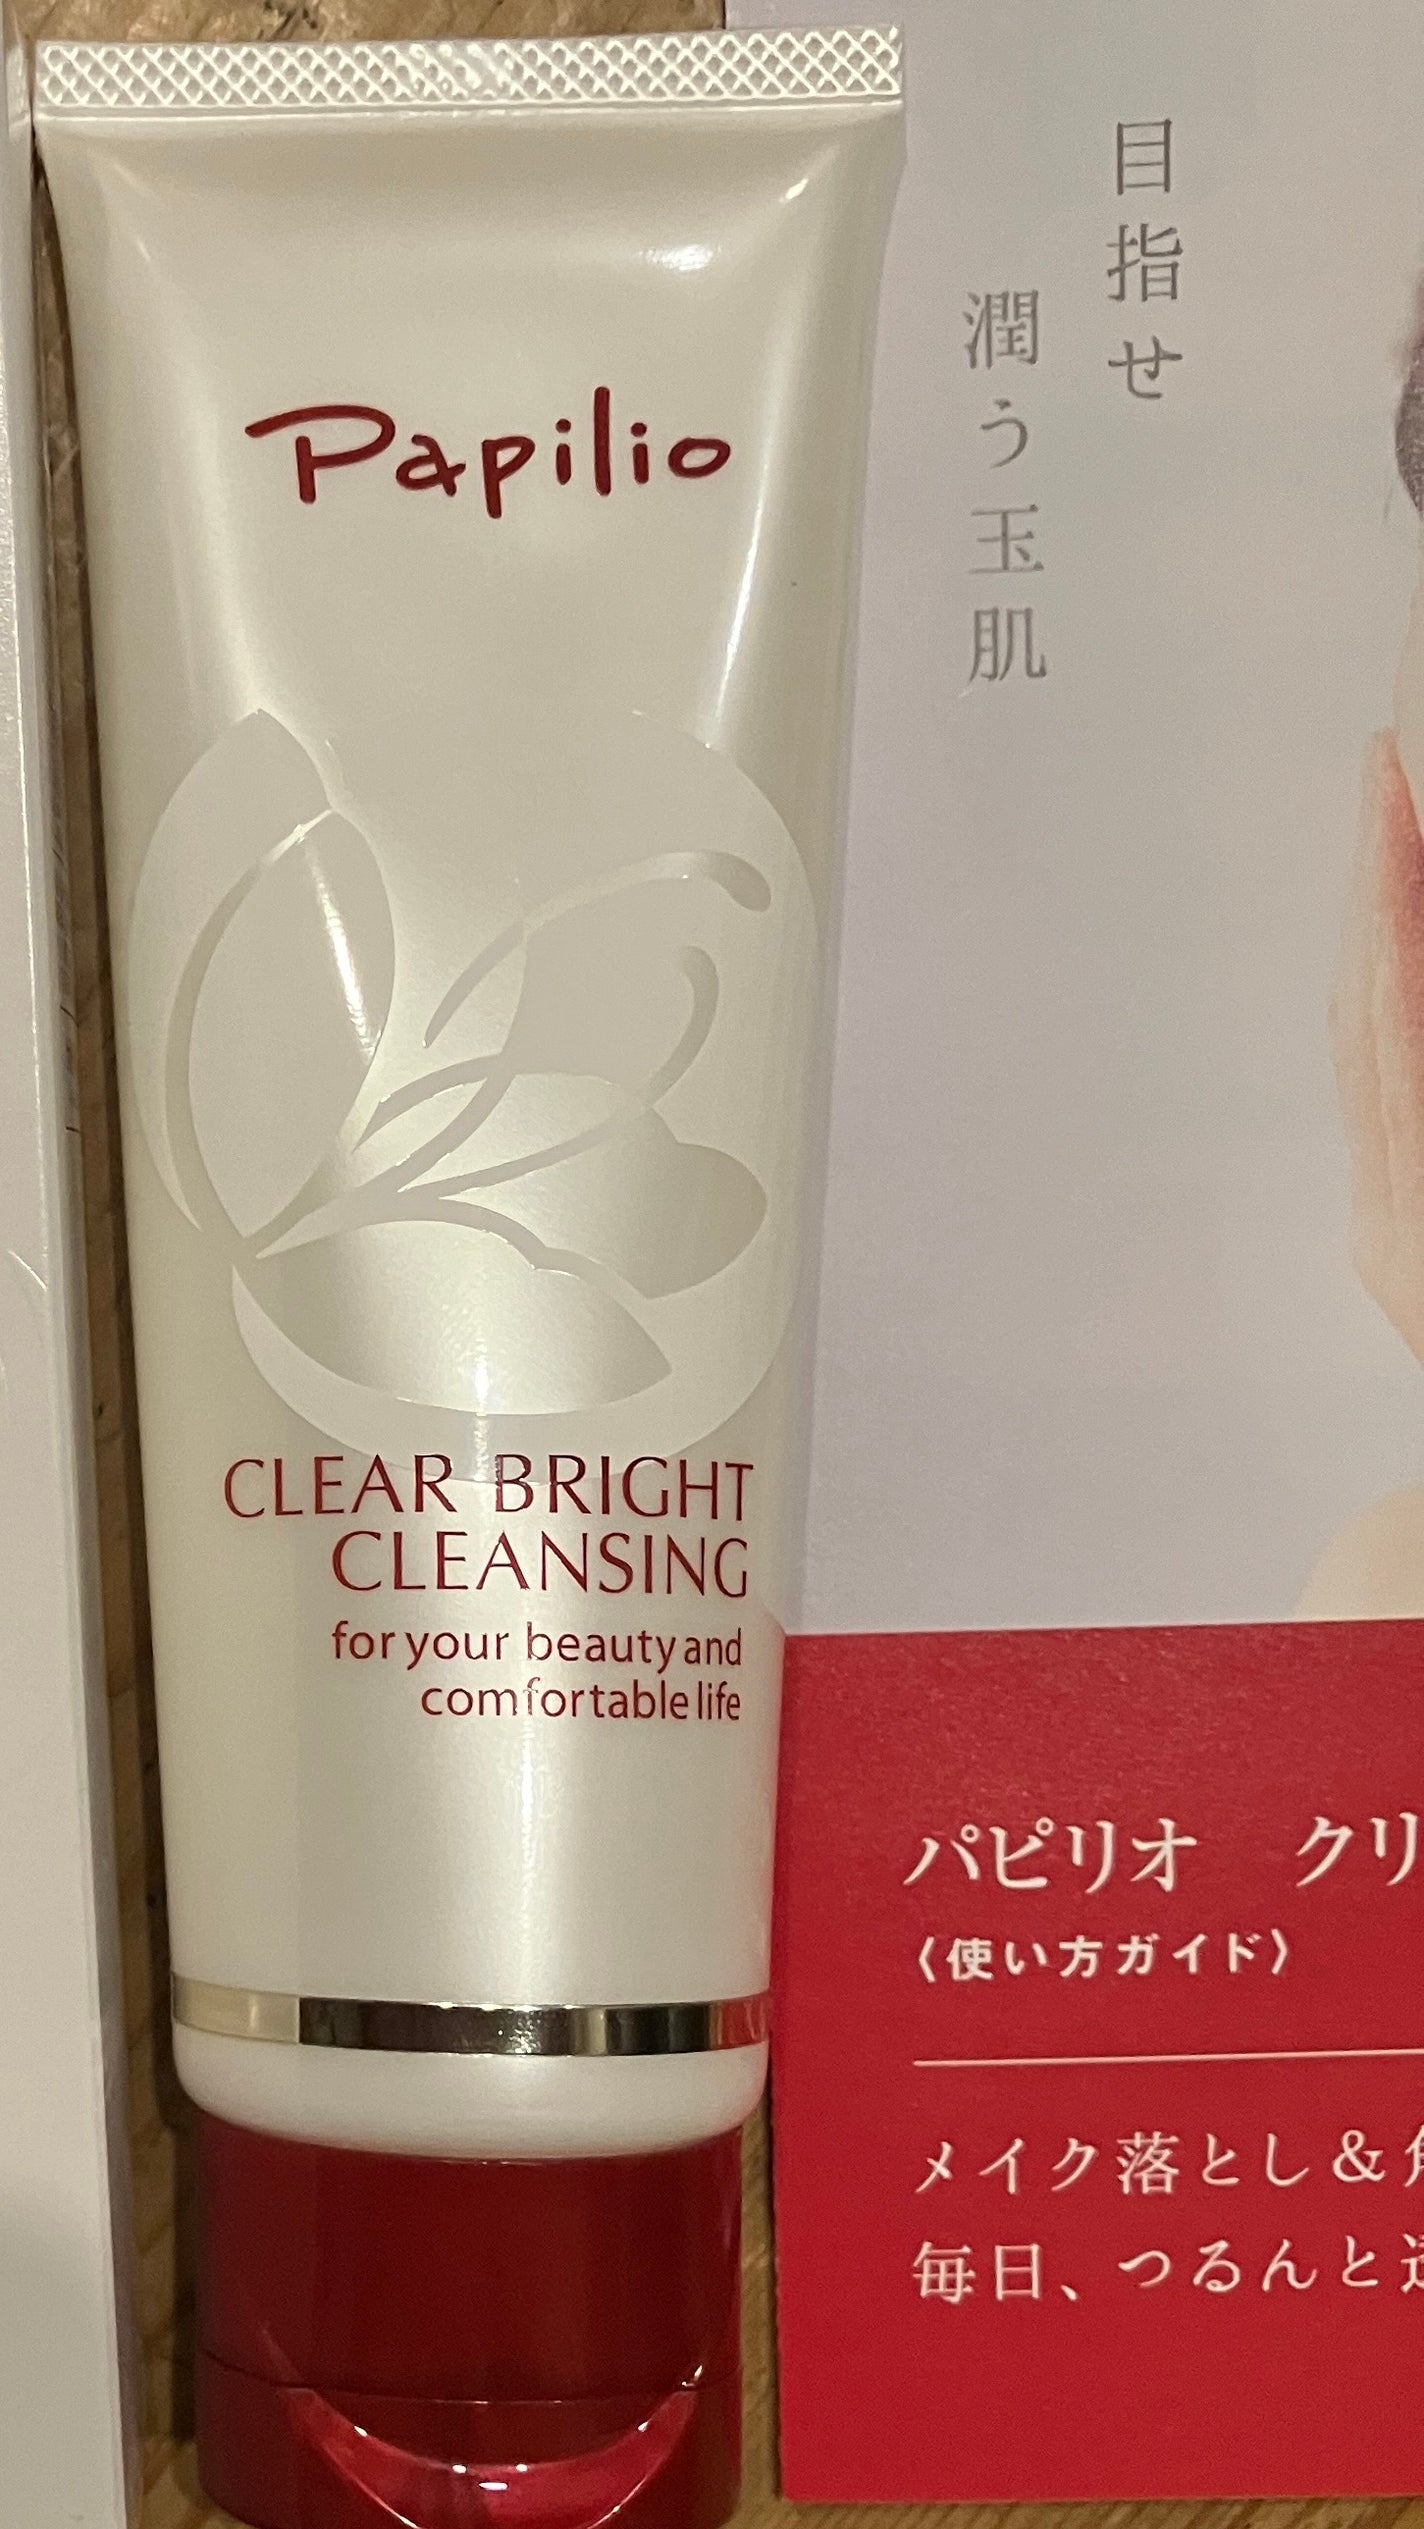 Papilio
CLEAR BRIGHT
CLEANSING
for your beauty and
comfortable life
目指せ
潤う玉肌
パピリオ クリ
〈使い方ガイド〉
メイク落とし&
毎日、つるんと